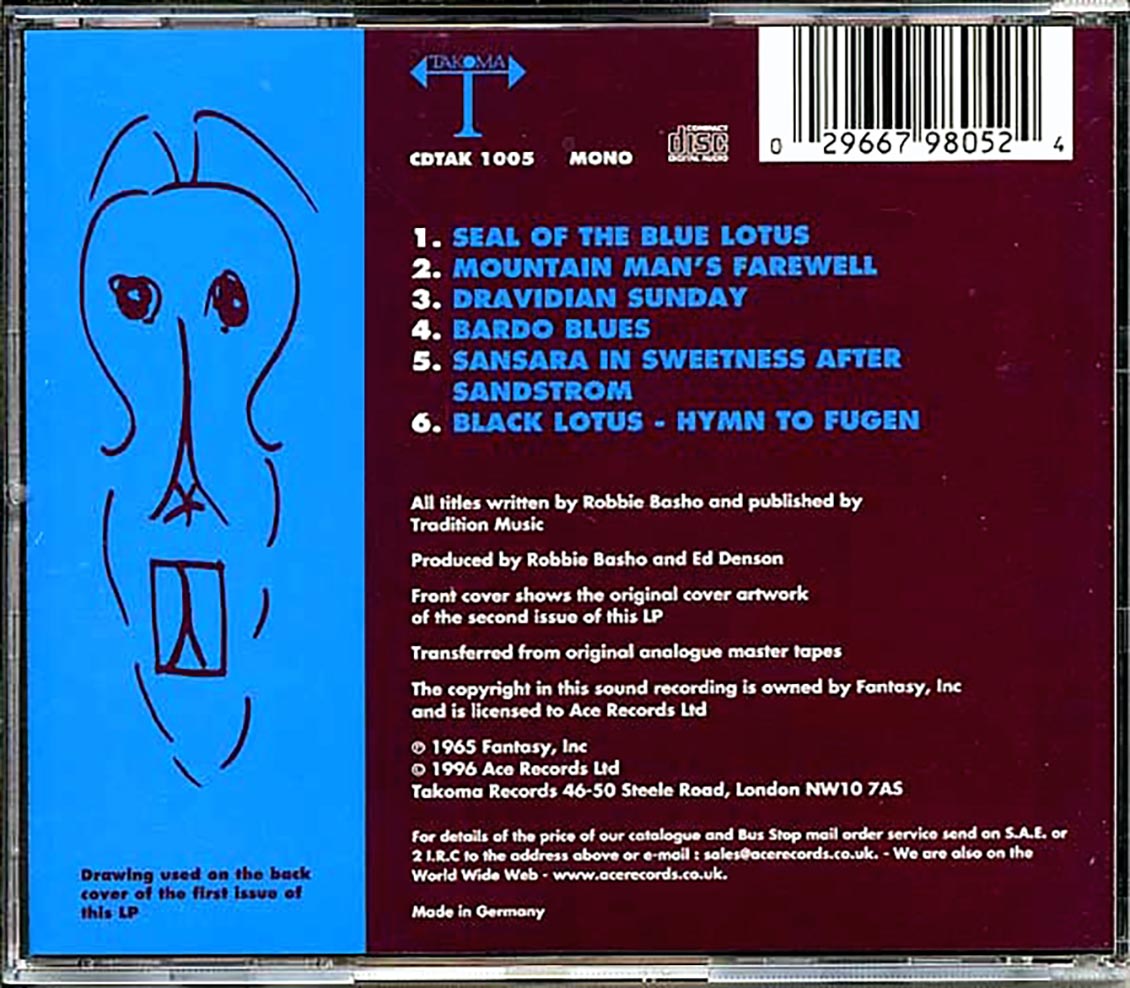 TAKOMA
CDTAK 1005 MONO
COMPACT
disc
DIGITAL AUDIO
0 29667 98052 4
1. SEAL OF THE BLUE LOTUS
2. MOUNTAIN MAN'S FAREWELL
3. DRAVIDIAN SUNDAY
4. BARDO BLUES
5. SANSARA IN SWEETNESS AFTER
SANDSTROM
6. BLACK LOTUS - HYMN TO FUGEN
All titles written by Robbie Basho and published by
Tradition Music
Produced by Robbie Basho and Ed Denson
Front cover shows the original cover artwork
of the second issue of this LP
Transferred from original analogue master tapes
The copyright in this sound recording is owned by Fantasy, Inc
and is licensed to Ace Records Ltd
℗ 1965 Fantasy, Inc
© 1996 Ace Records Ltd
Takoma Records 46-50 Steele Road, London NW10 7AS
For details of the price of our catalogue and Bus Stop mail order service send an S.A.E. or
2 I.R.C to the address above or e-mail : sales@acerecords.co.uk. - We are also on the
World Wide Web - www.acerecords.co.uk.
Made in Germany
Drawing used on the back
cover of the first issue of
this LP